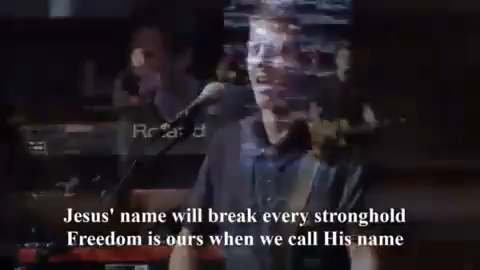 Roland
Jesus' name will break every stronghold
Freedom is ours when we call His name